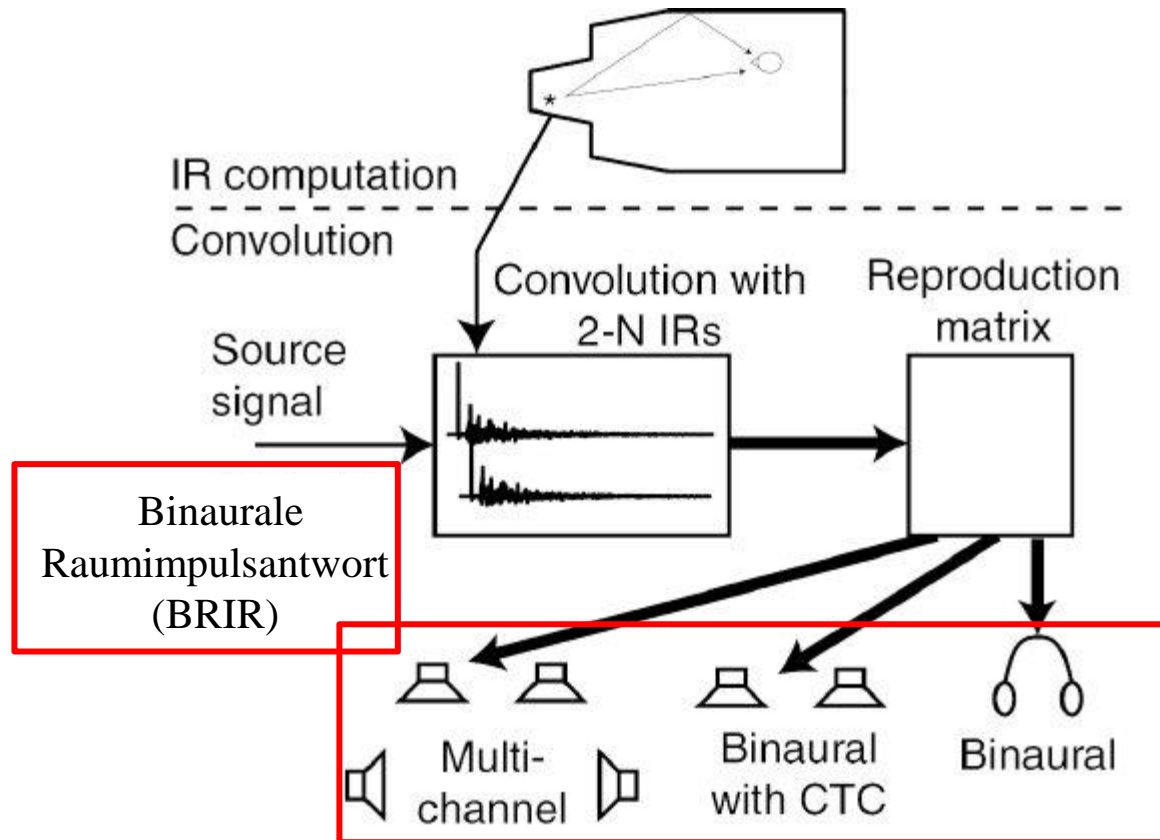 *
IR computation
Convolution
Convolution with
2-N IRs
Reproduction
matrix
Source
signal
Binaurale
Raumimpulsantwort
(BRIR)
Multi-
channel
Binaural
with CTC
Binaural